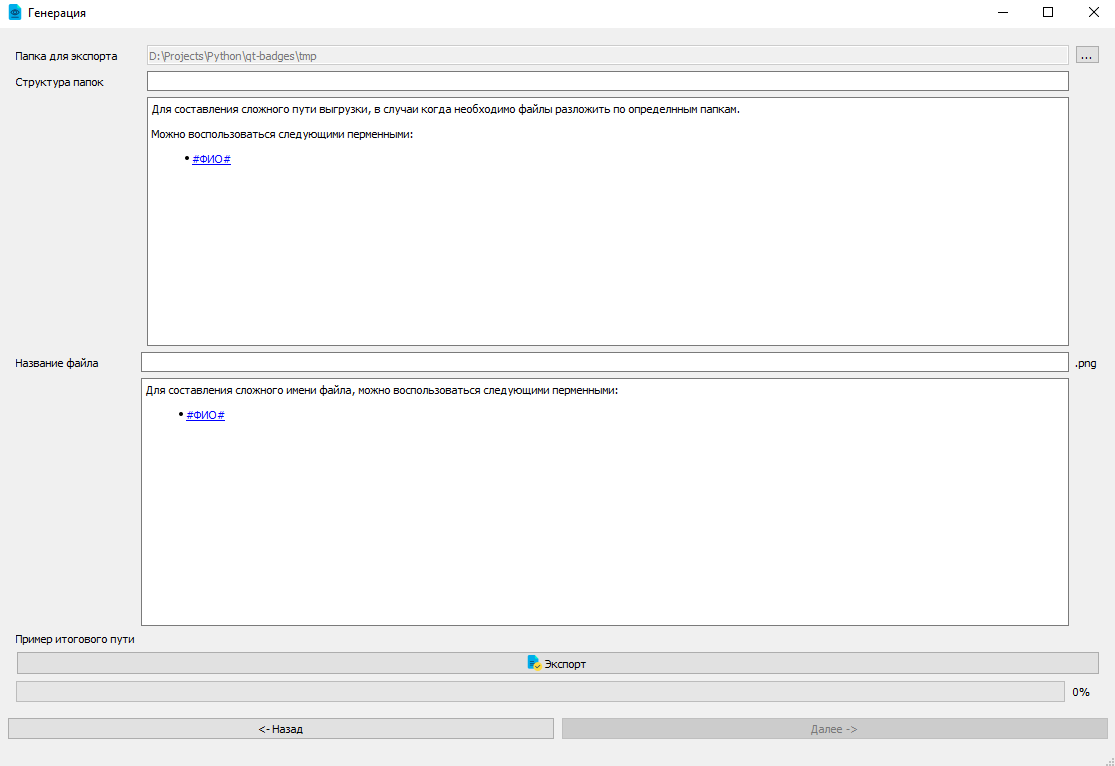 Генерация
Папка для экспорта D:\Projects\Python\qt-badges\tmp ...
Структура папок
Для составления сложного пути выгрузки, в случаи когда необходимо файлы разложить по определнным папкам.
Можно воспользоваться следующими перменными:
• #ФИО#
Название файла .png
Для составления сложного имени файла, можно воспользоваться следующими перменными:
• #ФИО#
Пример итогового пути
Экспорт
0%
<- Назад Далее ->